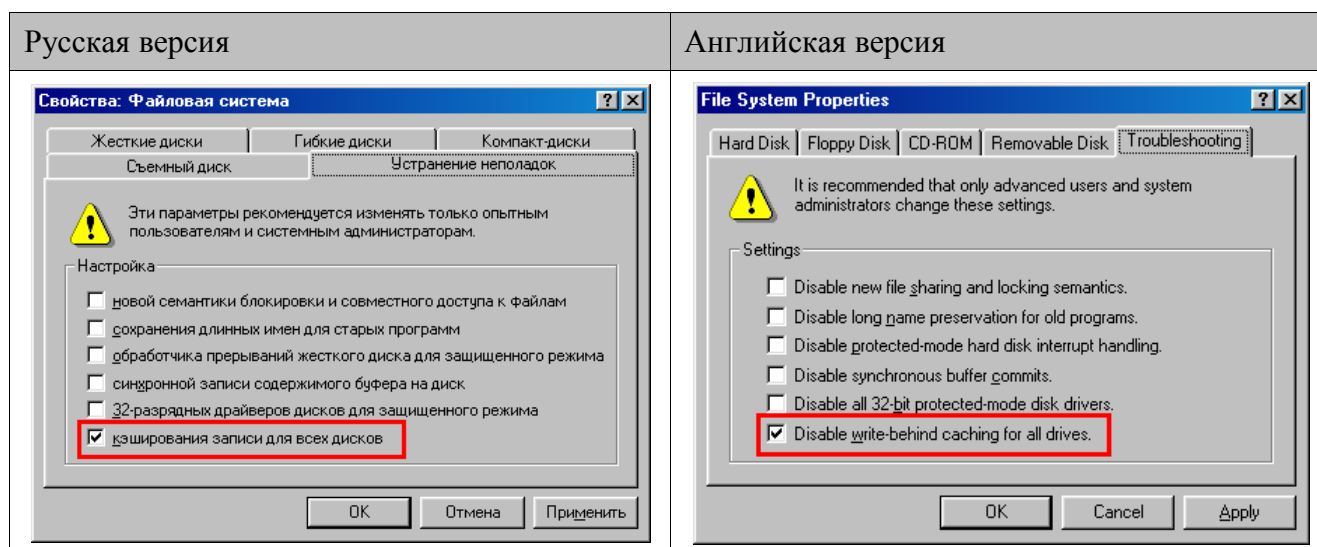 Русская версия
Английская версия
Свойства: Файловая система
Жесткие диски
Гибкие диски
Компакт-диски
Съемный диск
Устранение неполадок
Эти параметры рекомендуется изменять только опытным
пользователям и системным администраторам.
Настройка
новой семантики блокировки и совместного доступа к файлам
сохранения длинных имен для старых программ
обработчика прерываний жесткого диска для защищенного режима
синхронной записи содержимого буфера на диск
32-разрядных драйверов дисков для защищенного режима
кэширования записи для всех дисков
OK
Отмена
Применить
File System Properties
Hard Disk
Floppy Disk
CD-ROM
Removable Disk
Troubleshooting
It is recommended that only advanced users and system
administrators change these settings.
Settings
Disable new file sharing and locking semantics.
Disable long name preservation for old programs.
Disable protected-mode hard disk interrupt handling.
Disable synchronous buffer commits.
Disable all 32-bit protected-mode disk drivers.
Disable write-behind caching for all drives.
OK
Cancel
Apply